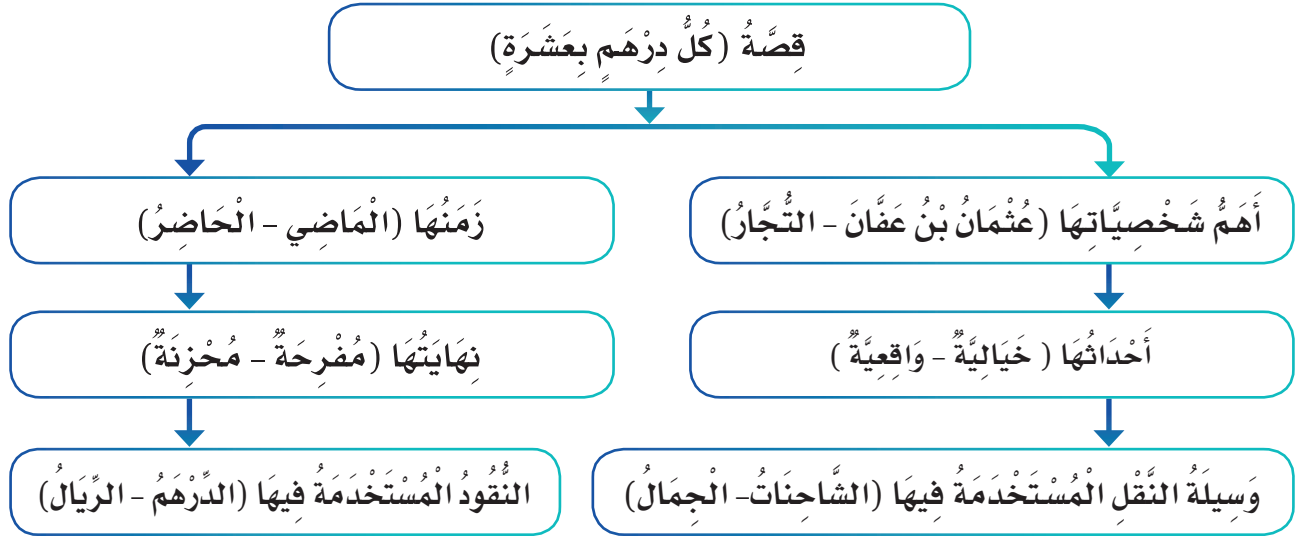 قِصَّةُ (كُلُّ دِرْهَمٍ بِعَشَرَةٍ)
أَهَمُّ شَخْصِيَّاتِهَا (عُثْمَانُ بْنُ عَفَّانَ - التُّجَّارُ)
زَمَنُهَا (الْمَاضِي - الْحَاضِرُ)
أَحْدَاثُهَا ( خَيَالِيَّةٌ - وَاقِعِيَّةٌ )
نِهَايَتُهَا (مُفْرِحَةٌ - مُحْزِنَةٌ)
وَسِيلَةُ النَّقْلِ الْمُسْتَخْدَمَةُ فِيهَا (الشَّاحِنَاتُ- الْجِمَالُ)
النُّقُودُ الْمُسْتَخْدَمَةُ فِيهَا (الدِّرْهَمُ - الرِّيَالُ)